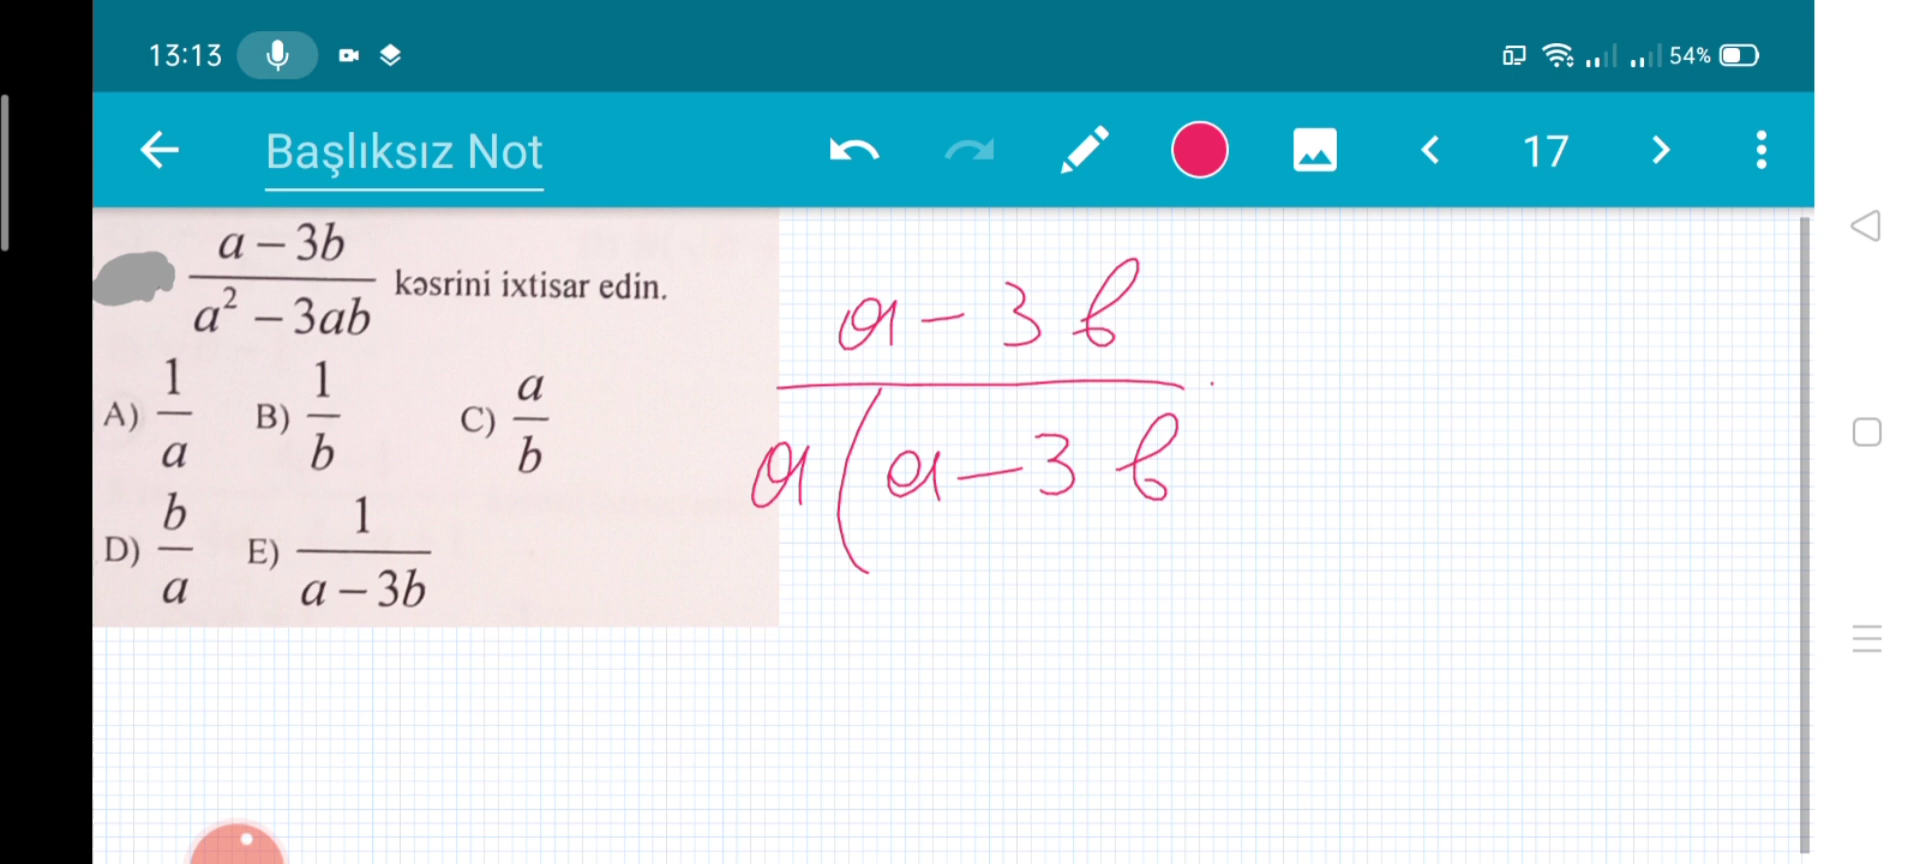 13:13 54%
Başlıksız Not 17
a – 3b
a² – 3ab
kəsrini ixtisar edin.
A) 1/a B) 1/b C) a/b
D) b/a E) 1/(a – 3b)
a – 3b
a(a – 3b